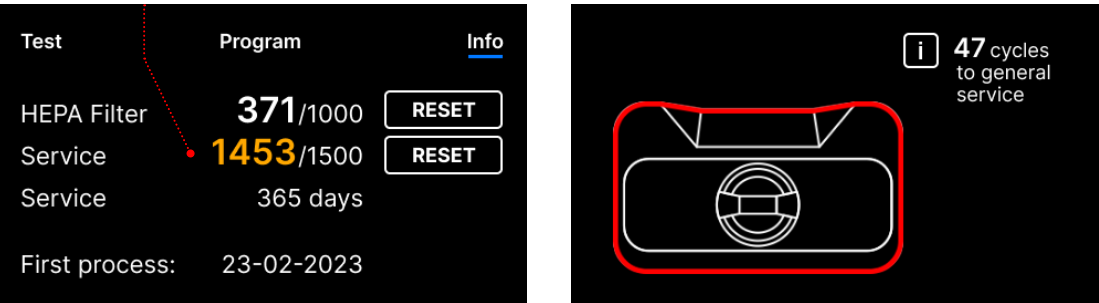 Test Program Info
HEPA Filter 371/1000 RESET
Service 1453/1500 RESET
Service 365 days
First process: 23-02-2023
i 47 cycles
to general
service